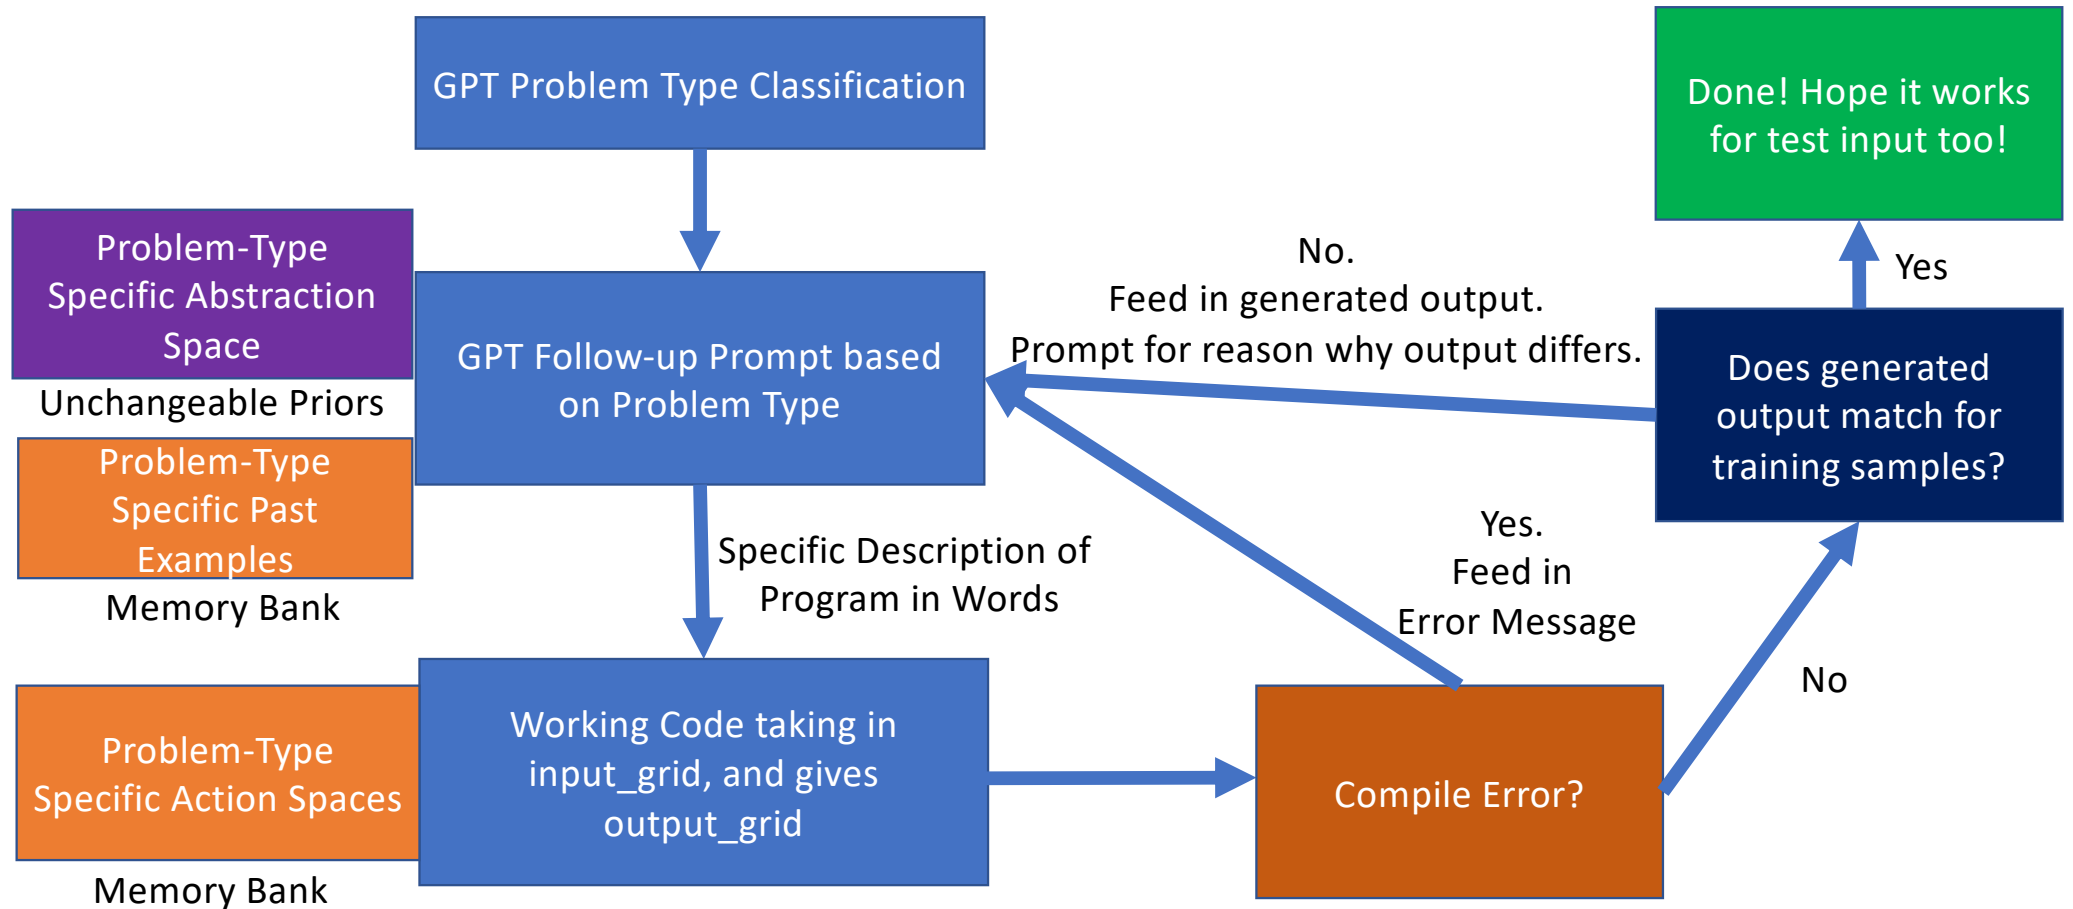 GPT Problem Type Classification
Done! Hope it works
for test input too!
Problem-Type
Specific Abstraction
Space
Unchangeable Priors
Problem-Type
Specific Past
Examples
Memory Bank
GPT Follow-up Prompt based
on Problem Type
No.
Feed in generated output.
Prompt for reason why output differs.
Yes
Does generated
output match for
training samples?
Specific Description of
Program in Words
Yes.
Feed in
Error Message
No
Problem-Type
Specific Action Spaces
Memory Bank
Working Code taking in
input_grid, and gives
output_grid
Compile Error?